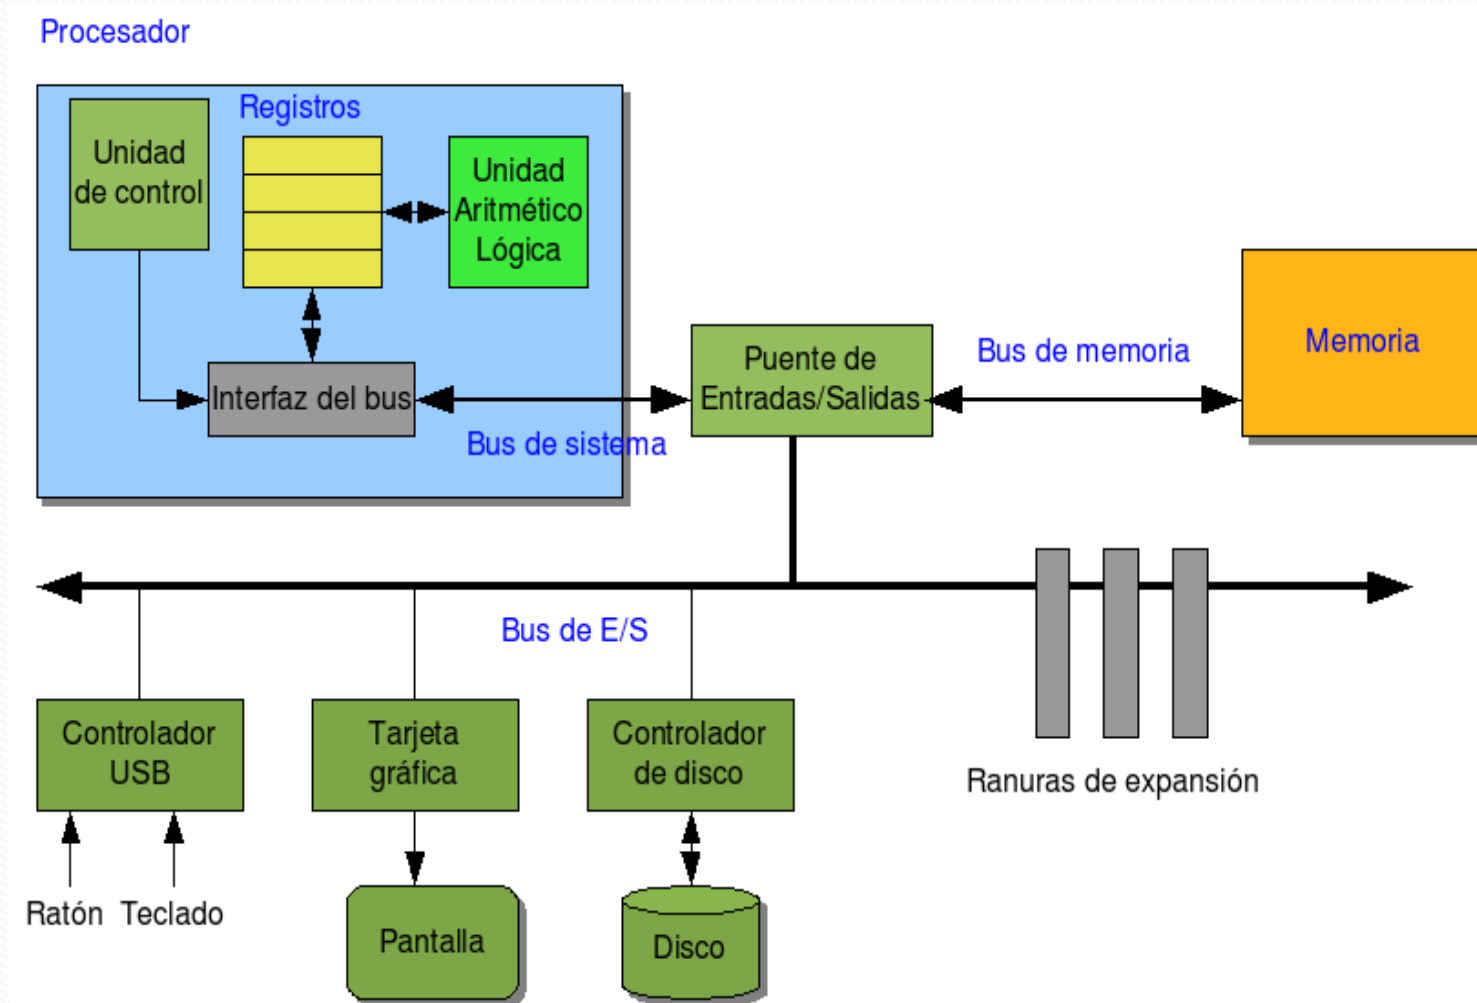 Procesador
Registros
Unidad
de control
Unidad
Aritmético
Lógica
Interfaz del bus
Bus de sistema
Puente de
Entradas/Salidas
Bus de memoria
Memoria
Bus de E/S
Controlador
USB
Tarjeta
gráfica
Controlador
de disco
Ranuras de expansión
Ratón
Teclado
Pantalla
Disco